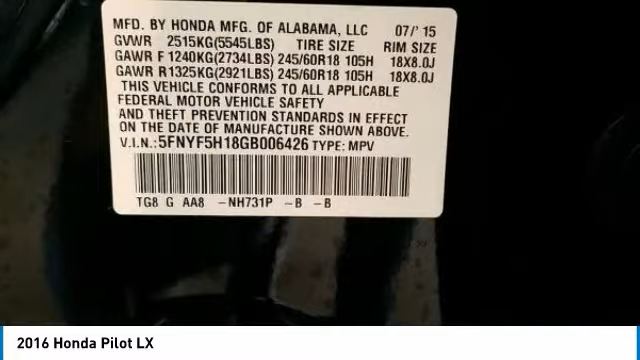 MFD. BY HONDA MFG. OF ALABAMA, LLC 07/'15
GVWR 2515KG(5545LBS) TIRE SIZE RIM SIZE
GAWR F 1240KG(2734LBS) 245/60R18 105H 18X8.0J
GAWR R 1325KG(2921LBS) 245/60R18 105H 18X8.0J
THIS VEHICLE CONFORMS TO ALL APPLICABLE
FEDERAL MOTOR VEHICLE SAFETY
AND THEFT PREVENTION STANDARDS IN EFFECT
ON THE DATE OF MANUFACTURE SHOWN ABOVE.
V.I.N.: 5FNYF5H18GB006426 TYPE: MPV
TG8 G AA8 -NH731P -B -B
2016 Honda Pilot LX